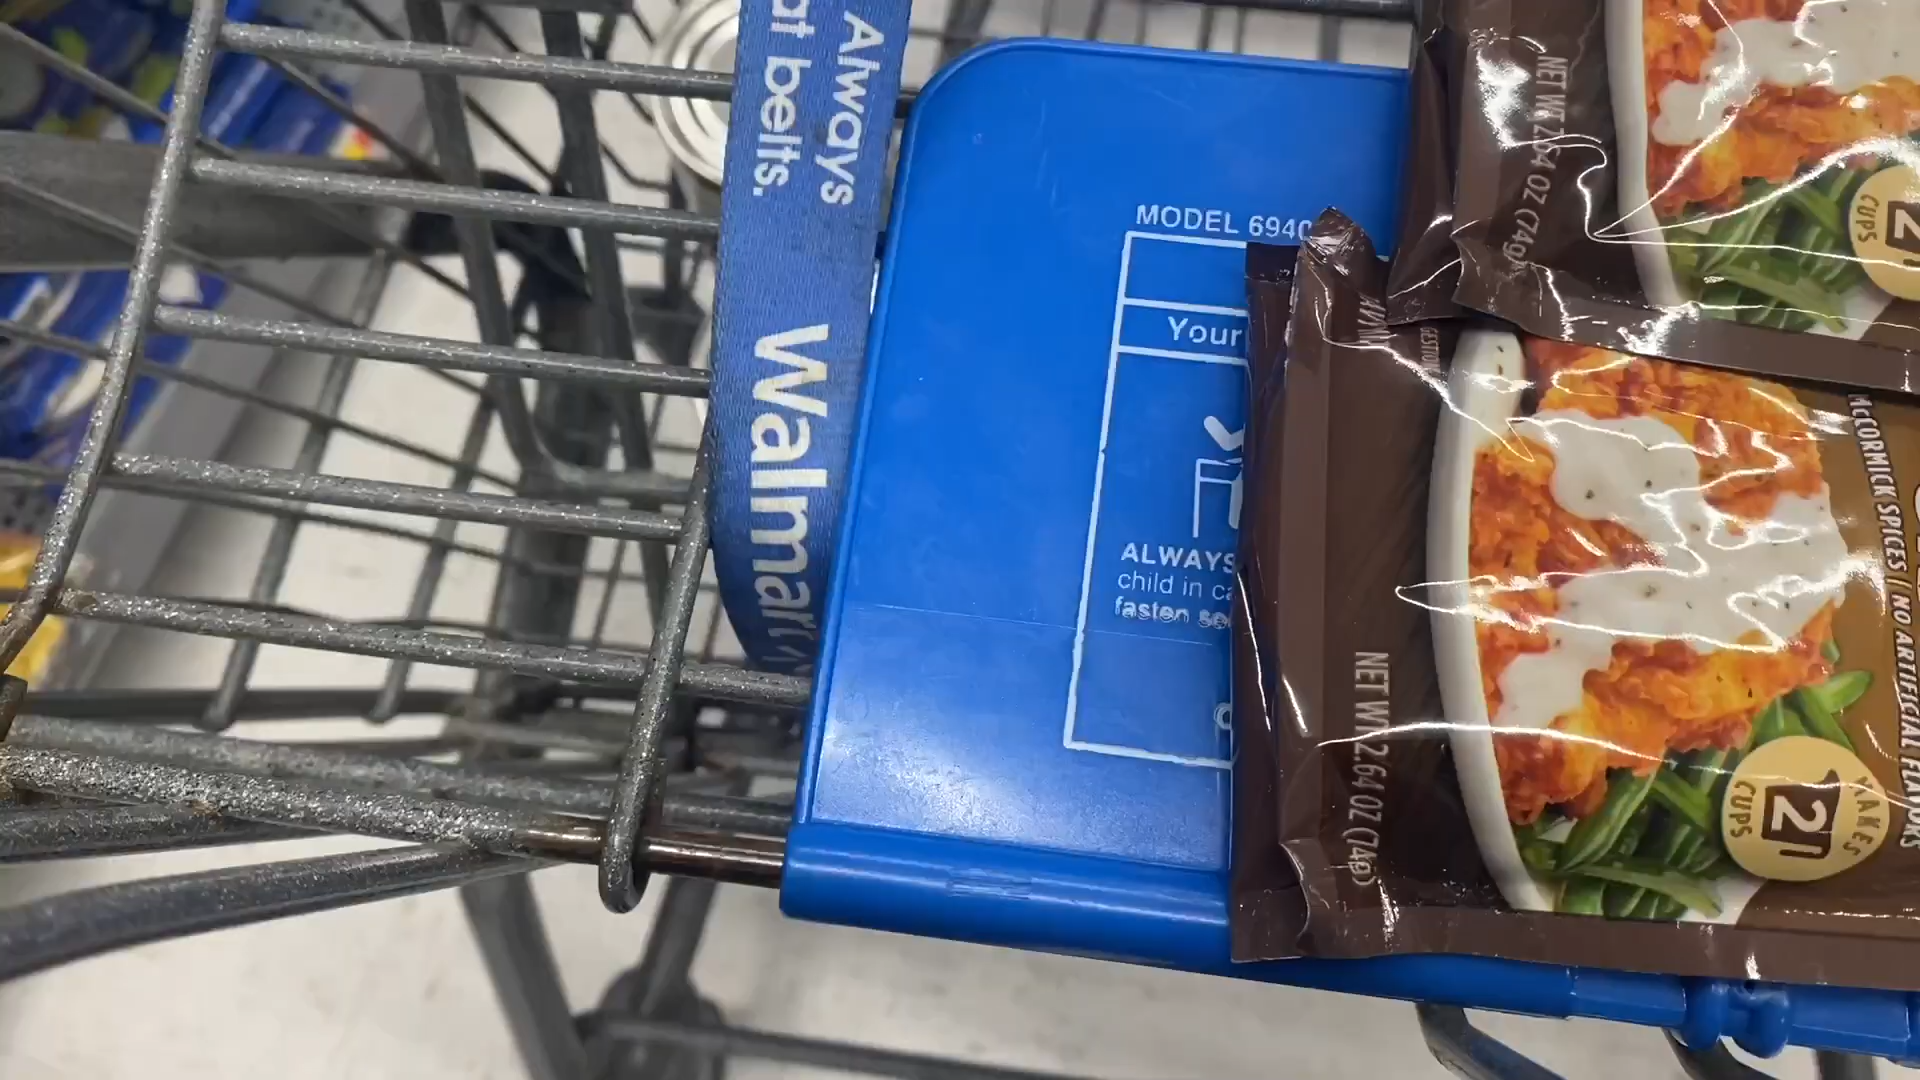 Always
at belts.
Walmart
MODEL 6940
Your
ALWAYS
child in ca
fasten se
NET WT 2.64 OZ (74g)
CUPS
2
NET WT 2.64 OZ (74g)
MCCORMICK SPICES // NO ARTIFICIAL FLAVORS
MAKES
2
CUPS